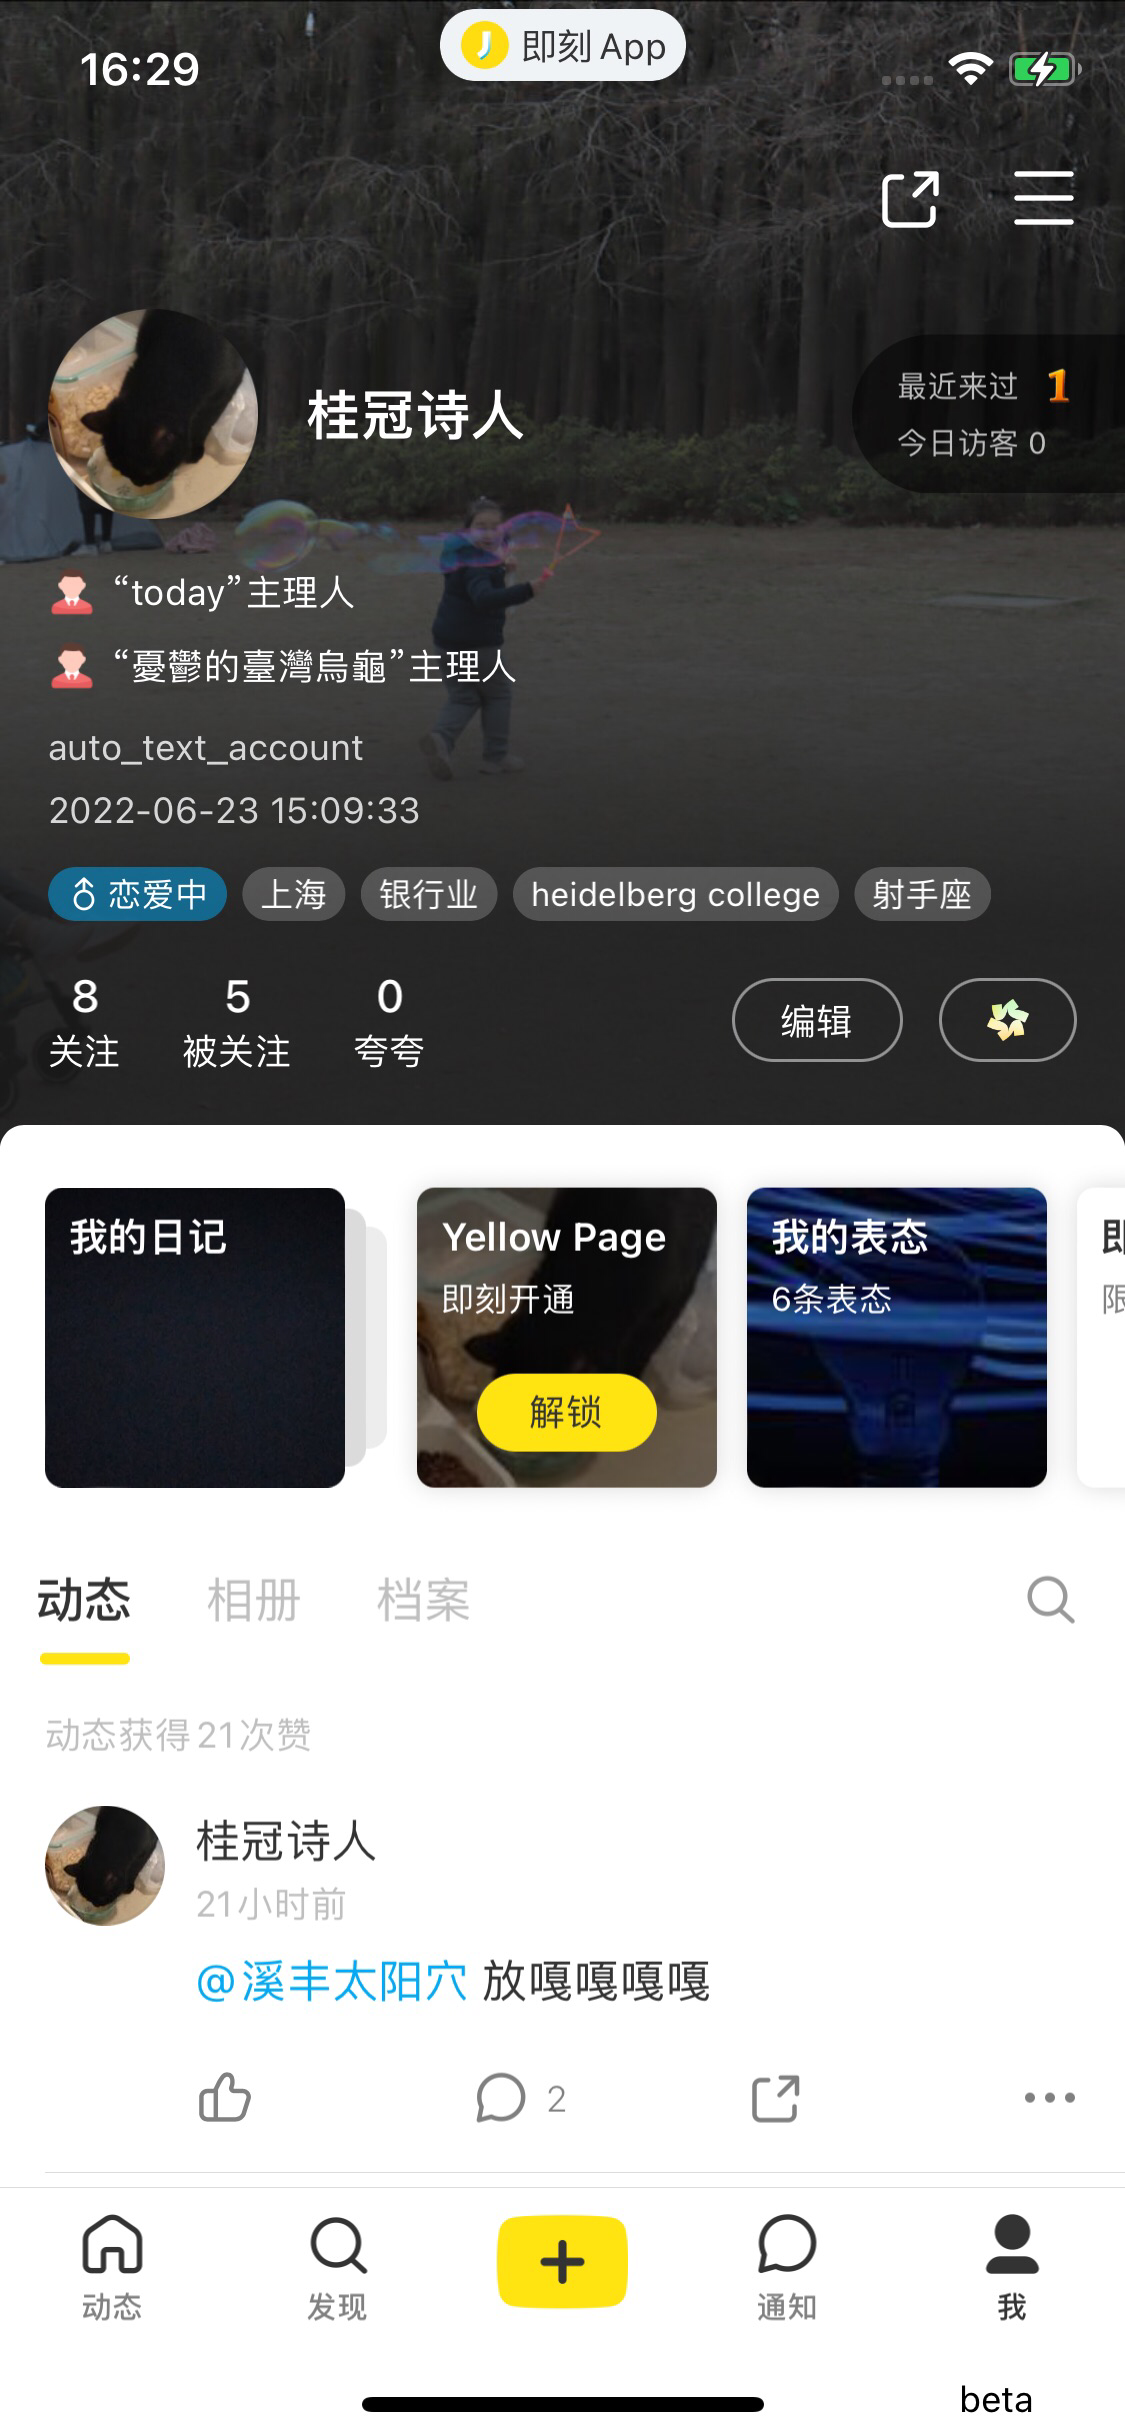 16:29
即刻 App
桂冠诗人
最近来过 1
今日访客 0
“today”主理人
“憂鬱的臺灣烏龜”主理人
auto_text_account
2022-06-23 15:09:33
恋爱中 上海 银行业 heidelberg college 射手座
8 5 0
关注 被关注 夸夸
编辑
我的日记
Yellow Page
即刻开通
解锁
我的表态
6条表态
即
限
动态 相册 档案
动态获得21次赞
桂冠诗人
21小时前
@溪丰太阳穴 放嘎嘎嘎嘎
2
动态 发现 通知 我
beta